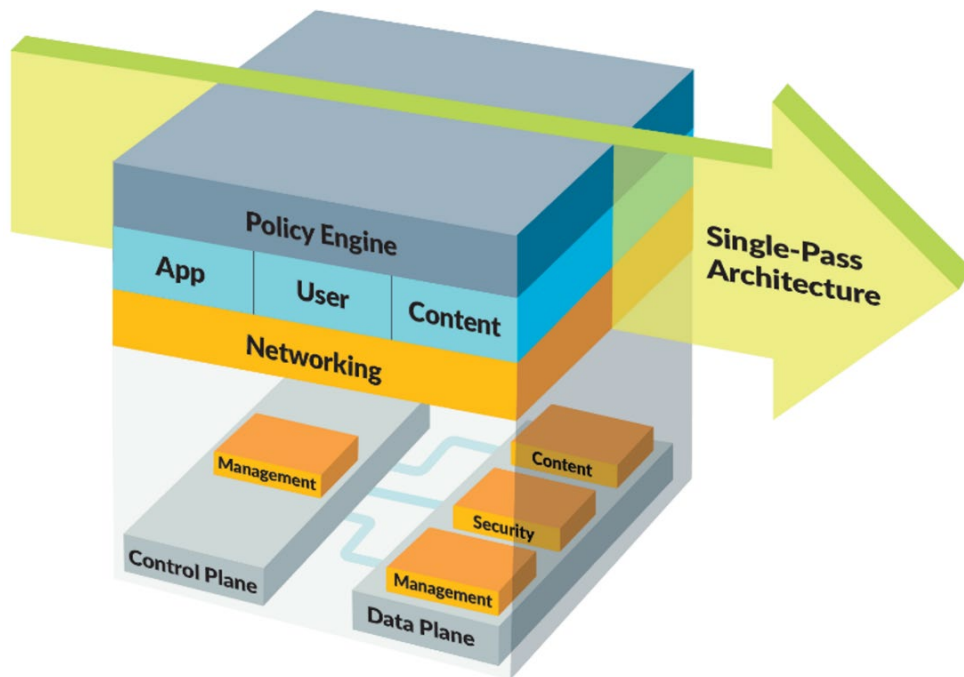 Policy Engine
App
User
Content
Networking
Single-Pass
Architecture
Management
Control Plane
Content
Security
Management
Data Plane